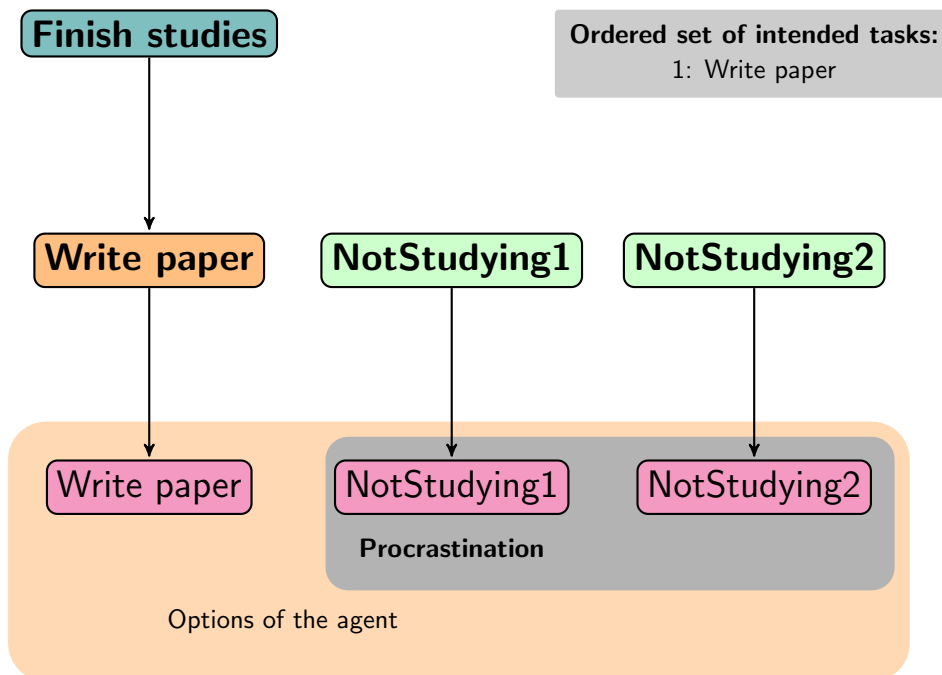 Finish studies
Ordered set of intended tasks:
1: Write paper
Write paper
NotStudying1
NotStudying2
Write paper
NotStudying1
NotStudying2
Procrastination
Options of the agent